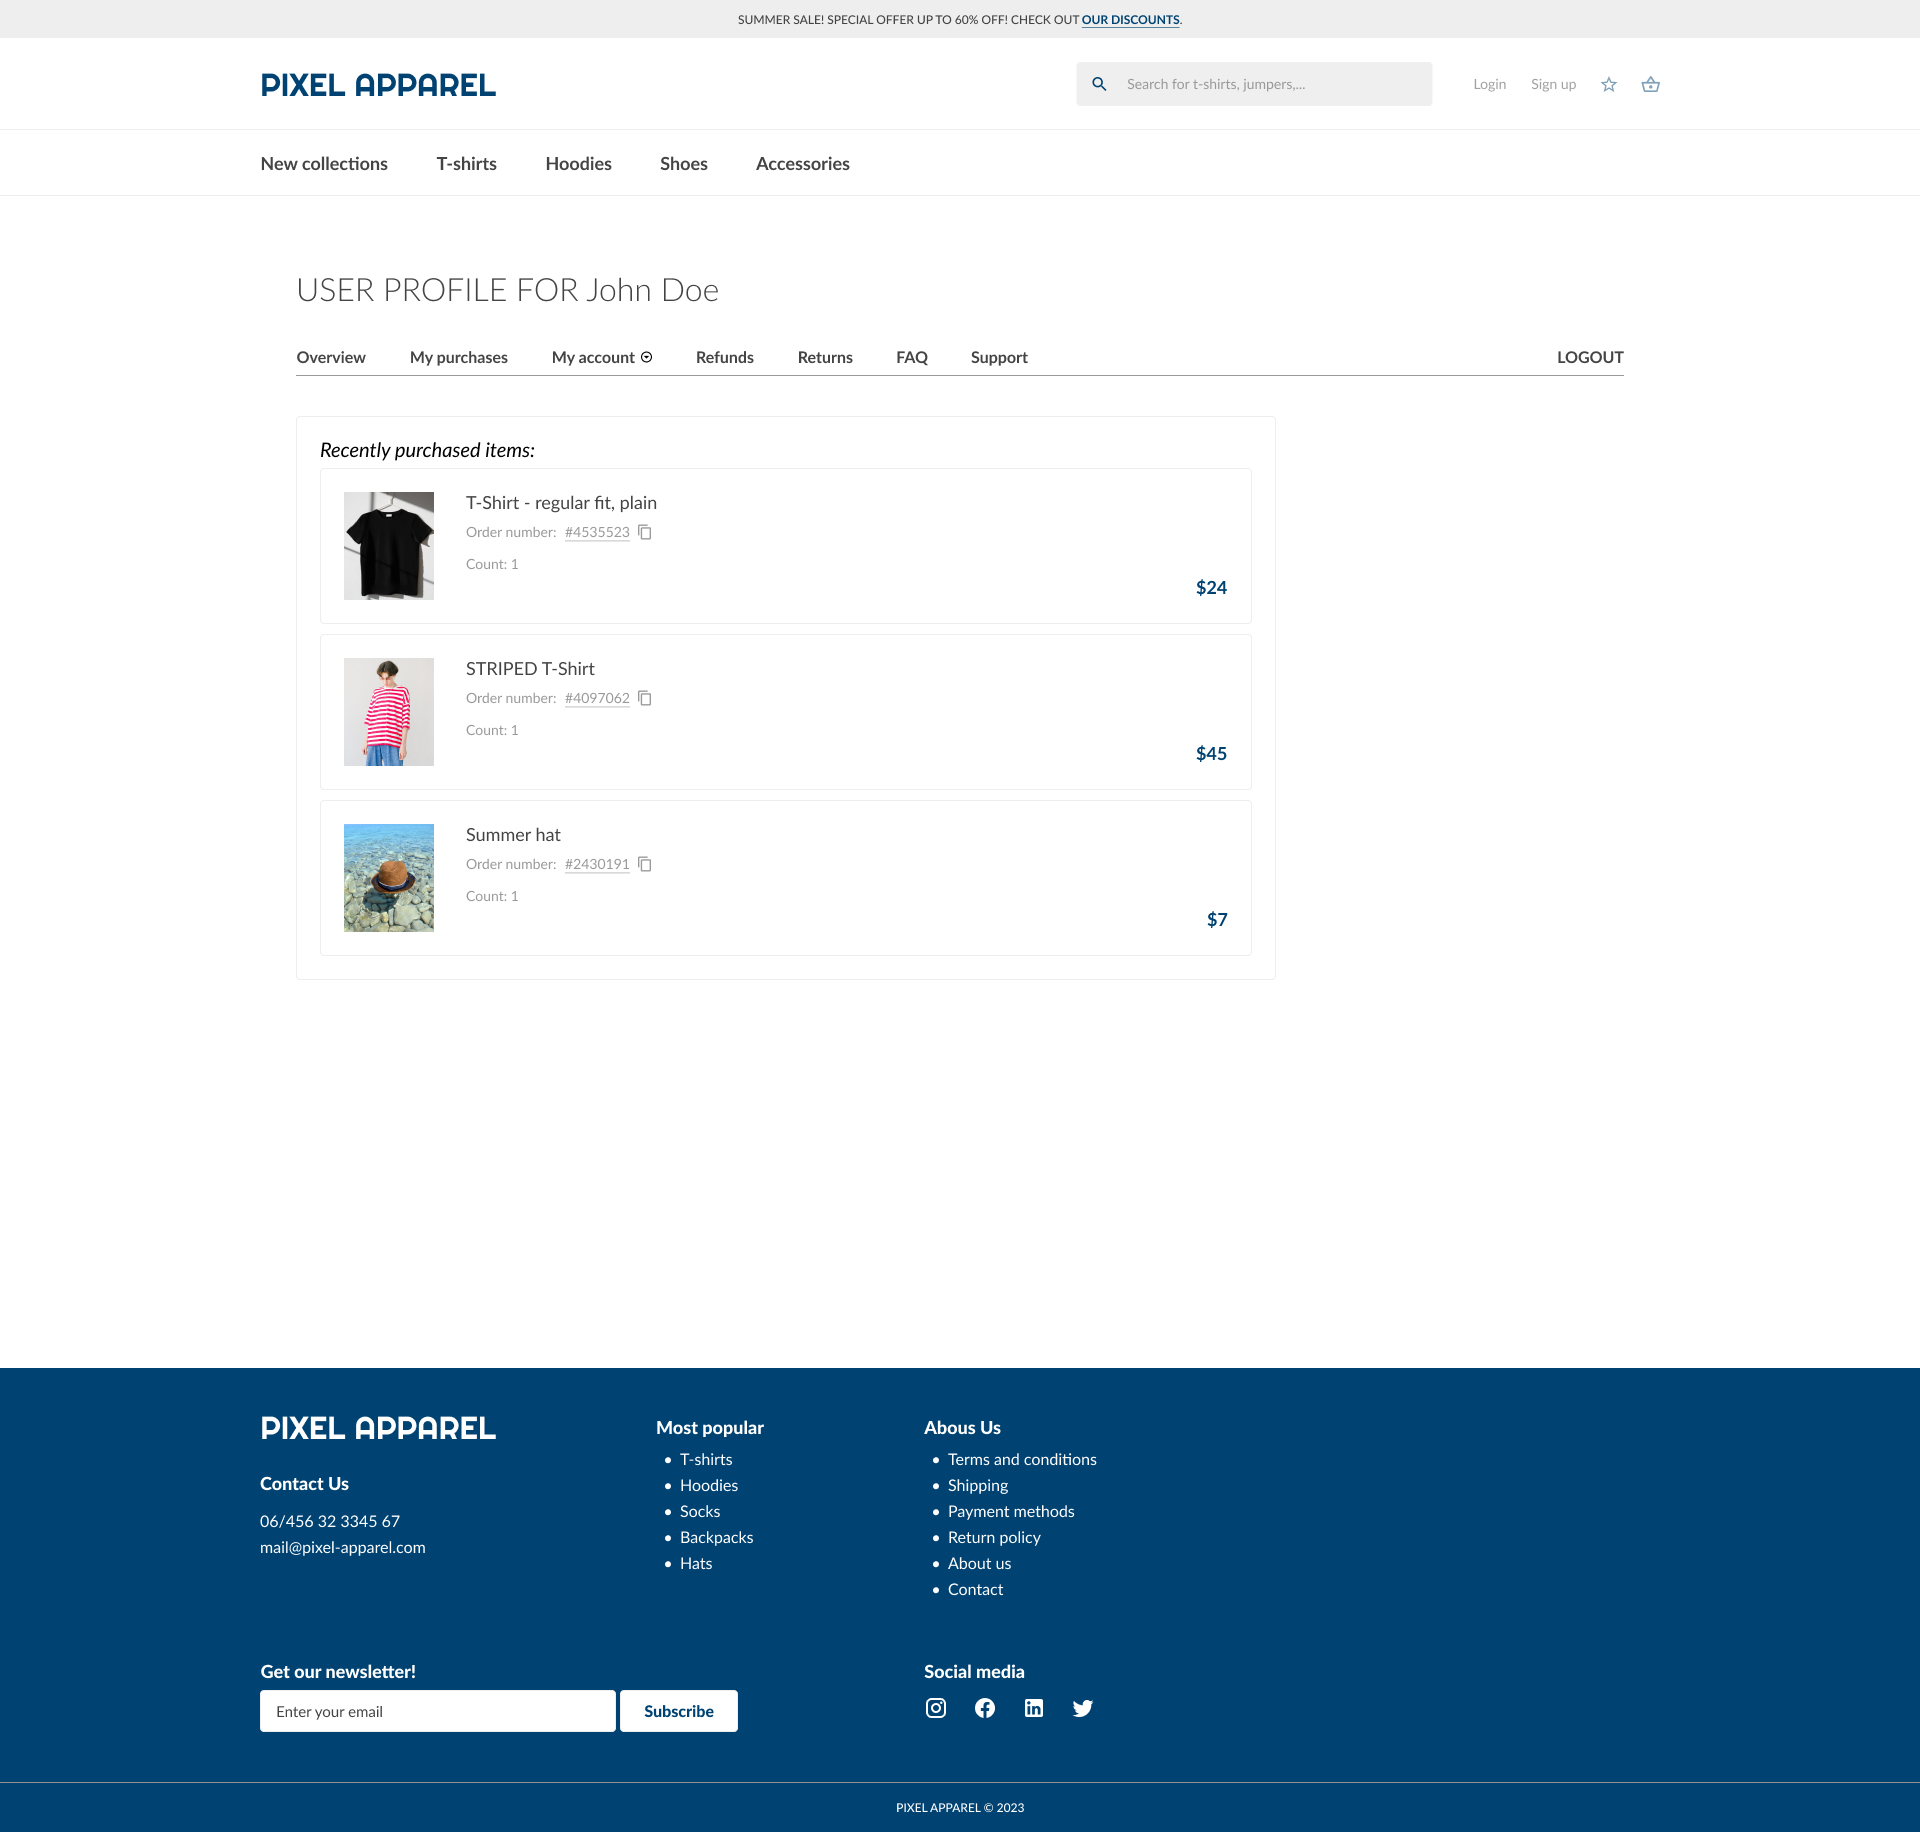 SUMMER SALE! SPECIAL OFFER UP TO 60% OFF! CHECK OUT OUR DISCOUNTS.
PIXEL APPAREL
Search for t-shirts, jumpers,...
Login Sign up
New collections T-shirts Hoodies Shoes Accessories
USER PROFILE FOR John Doe
Overview My purchases My account Refunds Returns FAQ Support LOGOUT
Recently purchased items:
T-Shirt - regular fit, plain
Order number: #4535523
Count: 1
$24
STRIPED T-Shirt
Order number: #4097062
Count: 1
$45
Summer hat
Order number: #2430191
Count: 1
$7
PIXEL APPAREL
Contact Us
06/456 32 3345 67
mail@pixel-apparel.com
Most popular
• T-shirts
• Hoodies
• Socks
• Backpacks
• Hats
Abous Us
• Terms and conditions
• Shipping
• Payment methods
• Return policy
• About us
• Contact
Get our newsletter!
Enter your email
Subscribe
Social media
PIXEL APPAREL © 2023